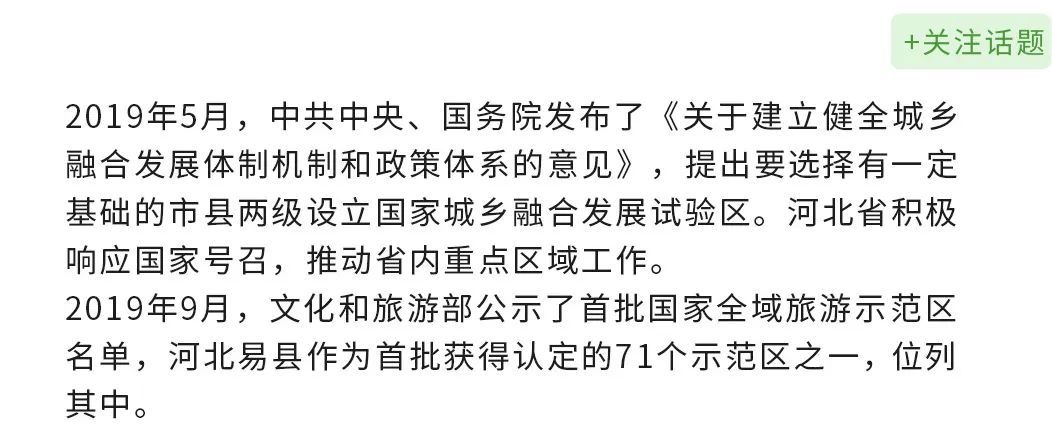 +关注话题
2019年5月，中共中央、国务院发布了《关于建立健全城乡
融合发展体制机制和政策体系的意见》，提出要选择有一定
基础的市县两级设立国家城乡融合发展试验区。河北省积极
响应国家号召，推动省内重点区域工作。
2019年9月，文化和旅游部公示了首批国家全域旅游示范区
名单，河北易县作为首批获得认定的71个示范区之一，位列
其中。